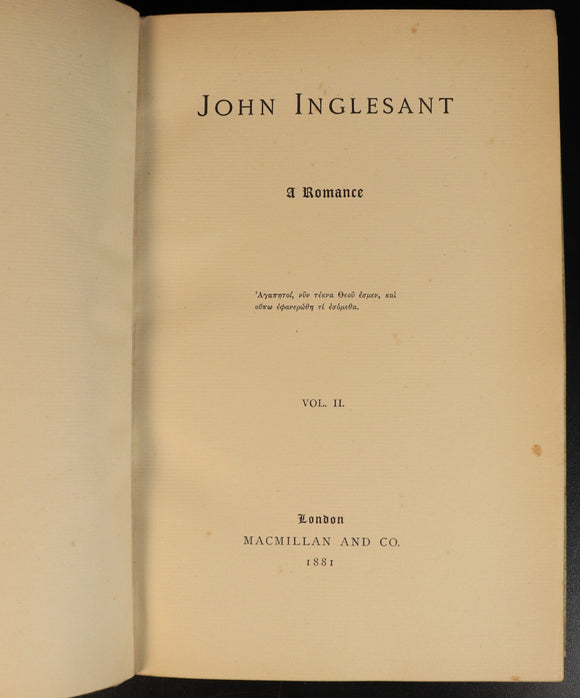 JOHN INGLESANT
A Romance
Ἀγαπητοί, νῦν τέκνα Θεοῦ ἐσμεν, καὶ
οὔπω ἐφανερώθη τί ἐσόμεθα.
VOL. II.
London
MACMILLAN AND CO.
1881